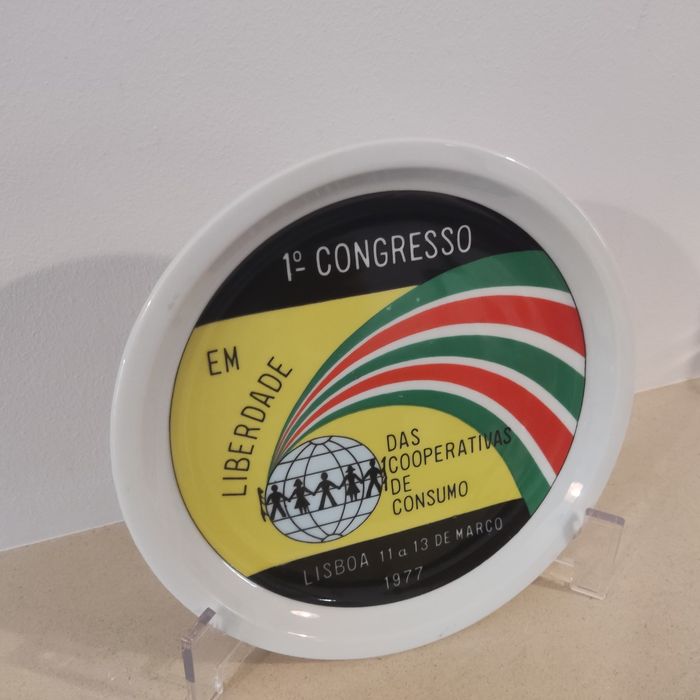 1º CONGRESSO
EM
LIBERDADE
DAS
COOPERATIVAS
DE
CONSUMO
LISBOA 11 a 13 DE MARÇO
1977